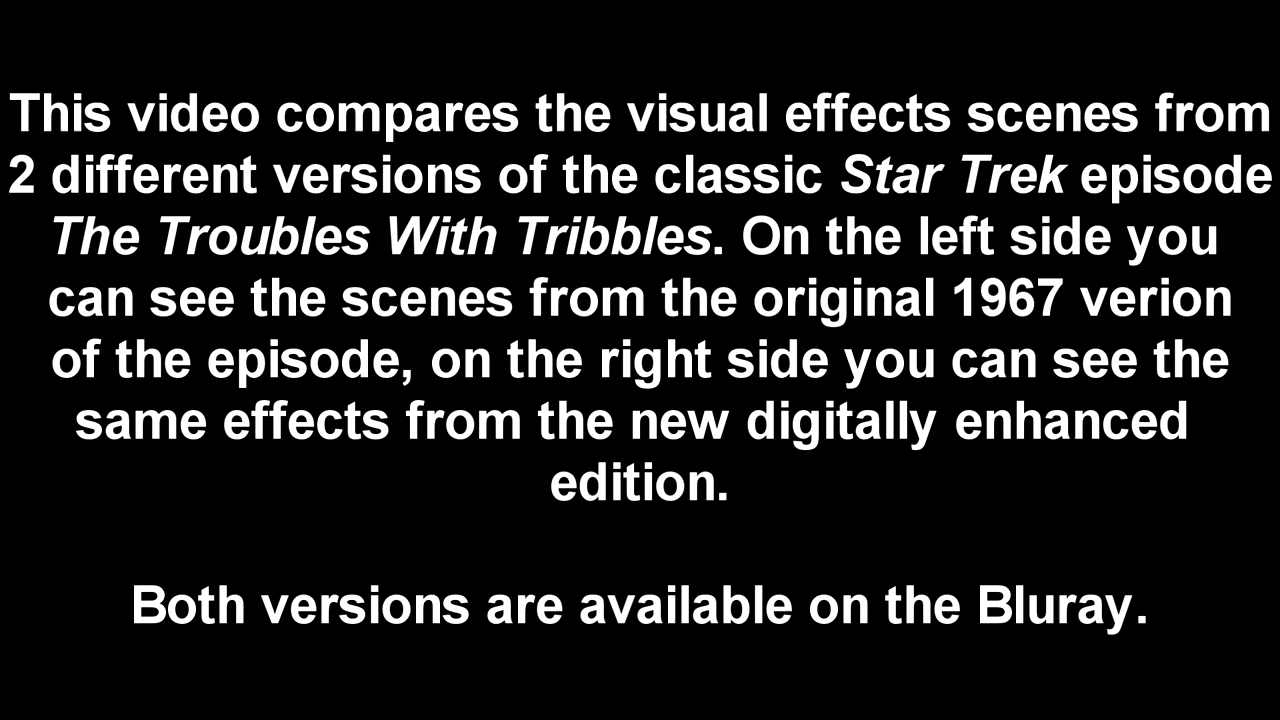 This video compares the visual effects scenes from
2 different versions of the classic Star Trek episode
The Troubles With Tribbles. On the left side you
can see the scenes from the original 1967 verion
of the episode, on the right side you can see the
same effects from the new digitally enhanced
edition.
Both versions are available on the Bluray.